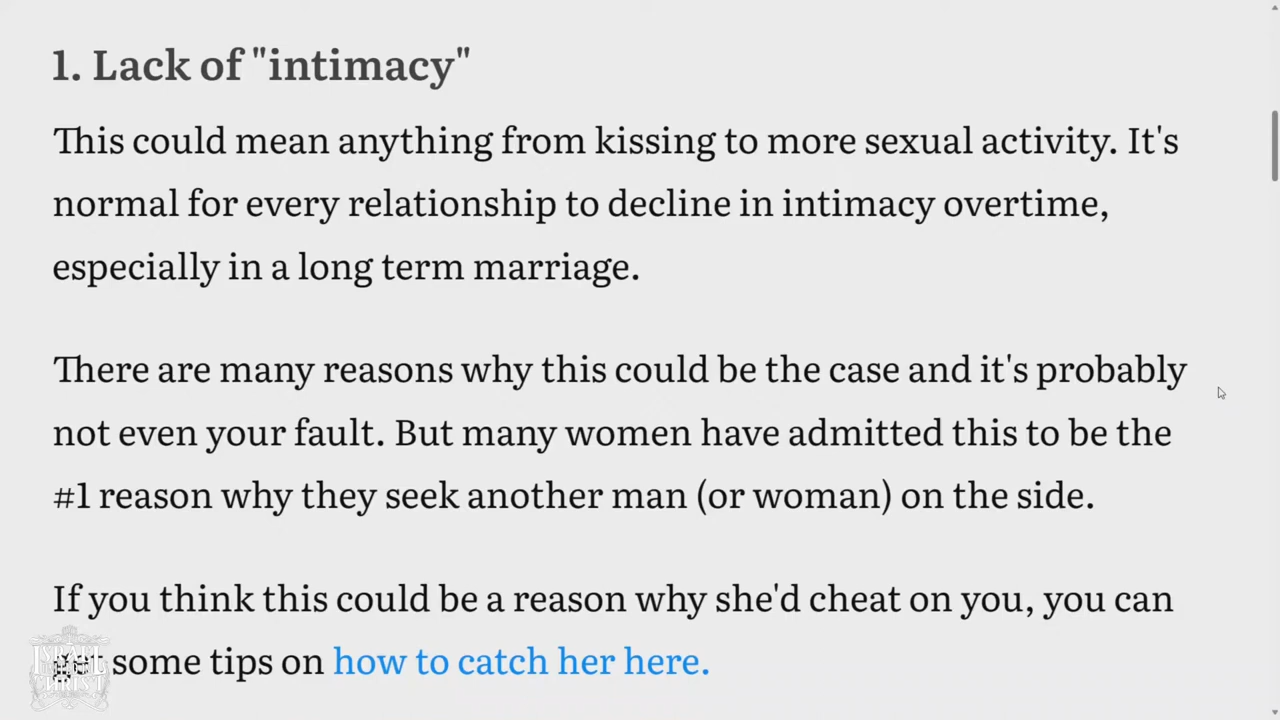 1. Lack of "intimacy"
This could mean anything from kissing to more sexual activity. It's
normal for every relationship to decline in intimacy overtime,
especially in a long term marriage.
There are many reasons why this could be the case and it's probably
not even your fault. But many women have admitted this to be the
#1 reason why they seek another man (or woman) on the side.
If you think this could be a reason why she'd cheat on you, you can
some tips on how to catch her here.
ISRAEL
CHRIST